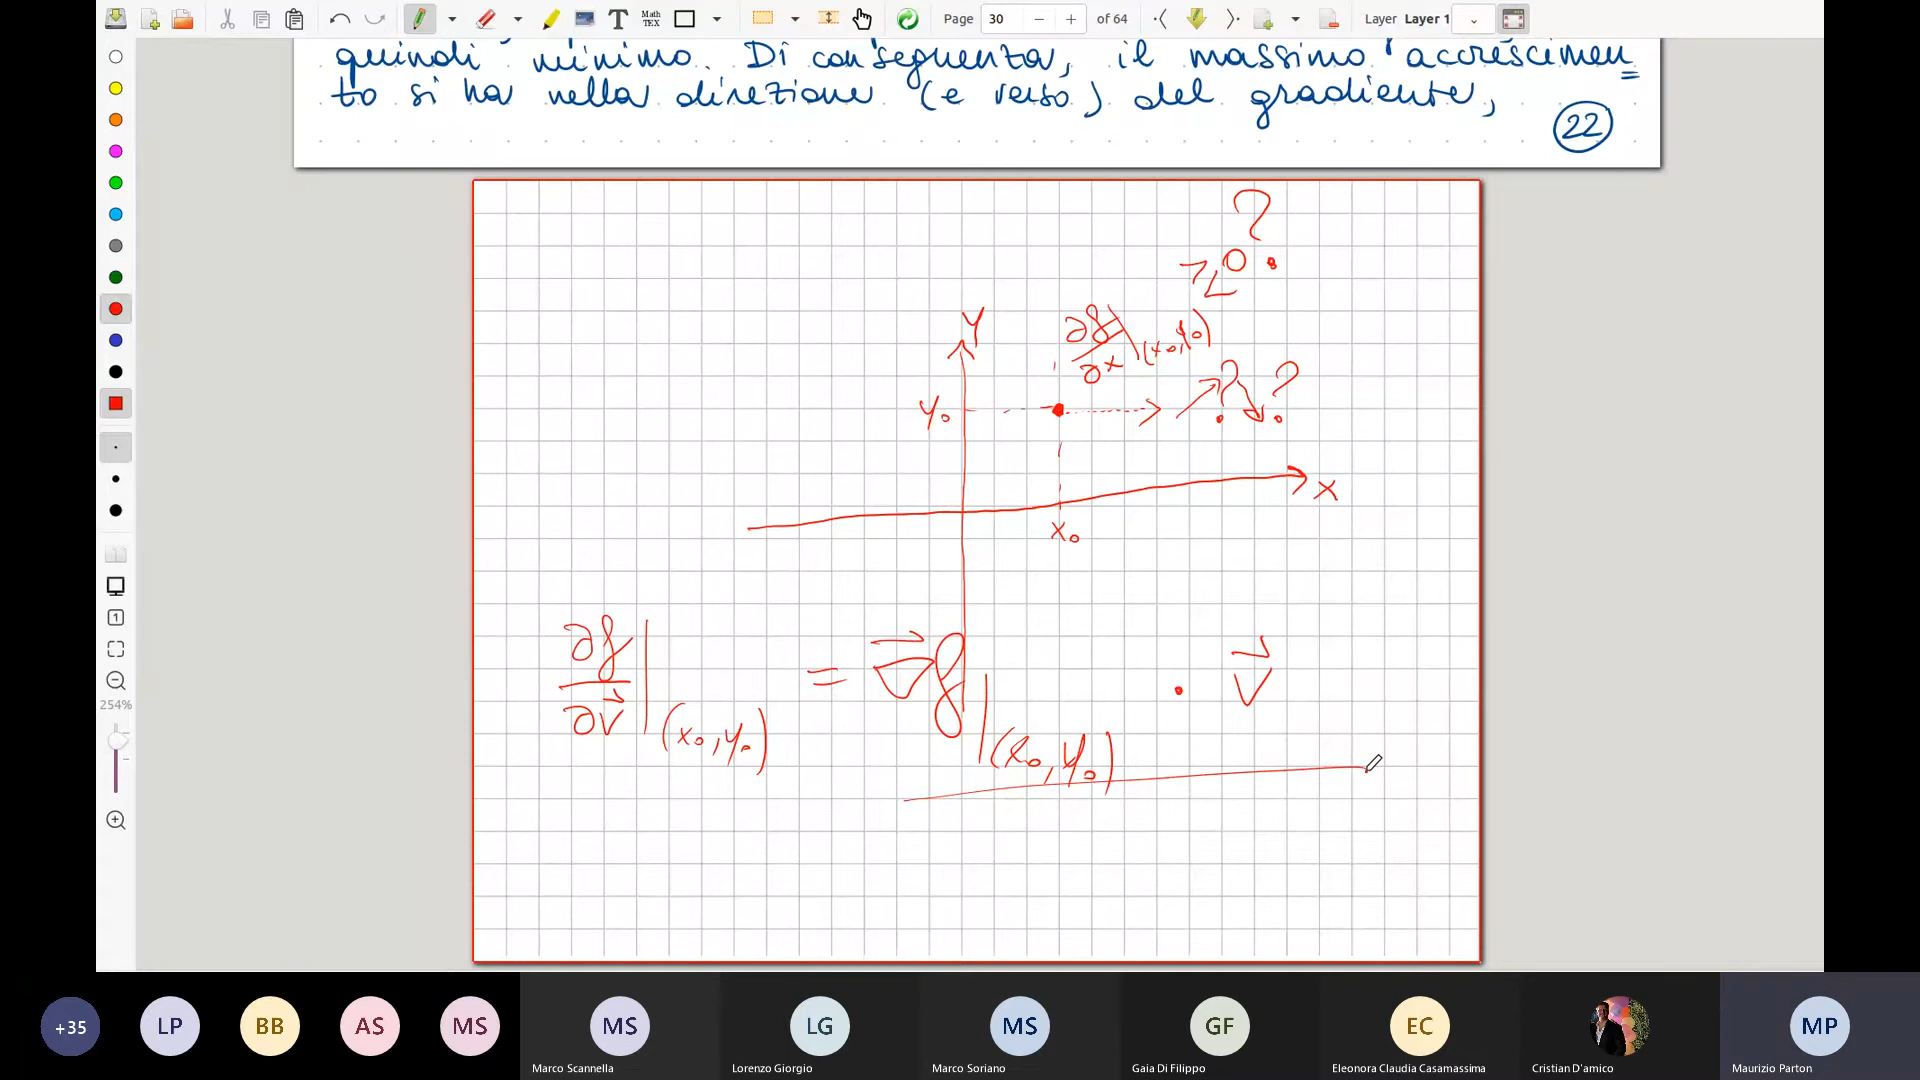 Page 30 of 64 Layer Layer 1
quindi minimo. Di conseguenza, il massimo accrescimen=
to si ha nella direzione (e verso) del gradiente,
22
?
≷0
y
∂f/∂x|(x₀,y₀)
y₀
↗? ↘?
x
x₀
∂f/∂v⃗|(x₀,y₀) = ∇⃗f|(x₀,y₀) · v⃗
254%
+35 LP BB AS MS MS LG MS GF EC MP
Marco Scannella Lorenzo Giorgio Marco Soriano Gaia Di Filippo Eleonora Claudia Casamassima Cristian D'amico Maurizio Parton